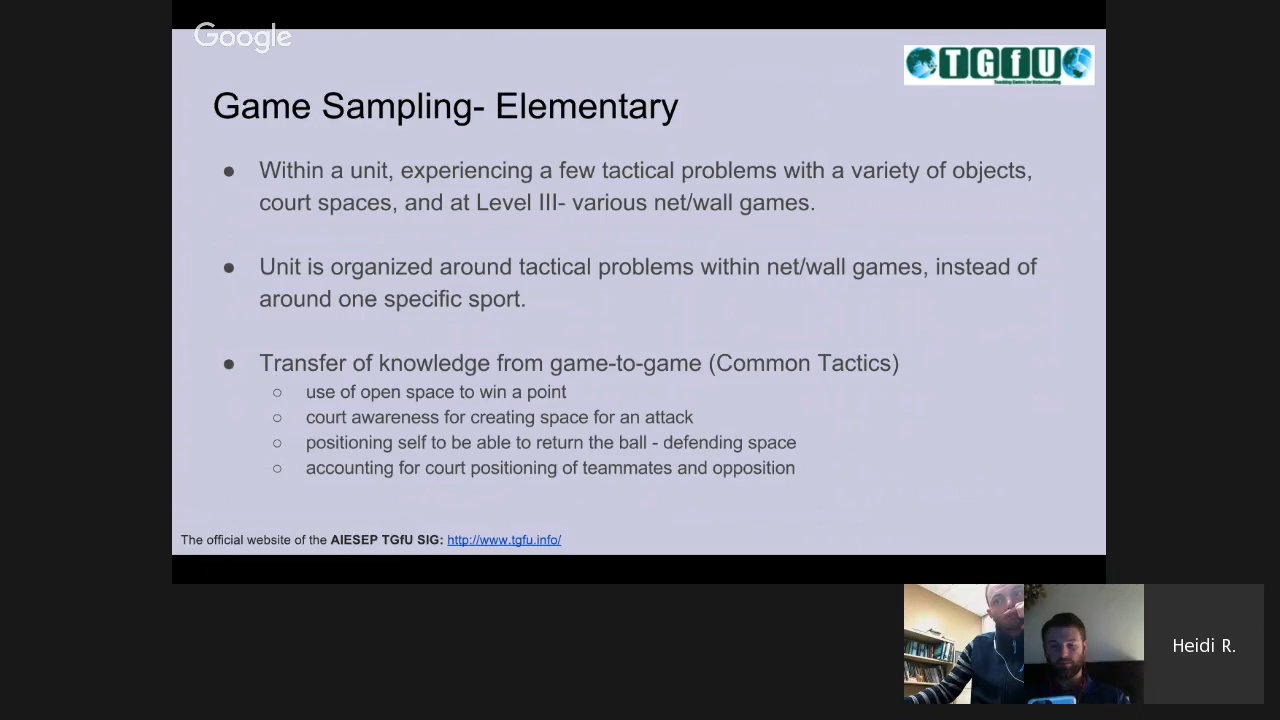 Google
TGfU
Teaching Games for Understanding
Game Sampling- Elementary
● Within a unit, experiencing a few tactical problems with a variety of objects,
court spaces, and at Level III- various net/wall games.
● Unit is organized around tactical problems within net/wall games, instead of
around one specific sport.
● Transfer of knowledge from game-to-game (Common Tactics)
○ use of open space to win a point
○ court awareness for creating space for an attack
○ positioning self to be able to return the ball - defending space
○ accounting for court positioning of teammates and opposition
The official website of the AIESEP TGfU SIG: http://www.tgfu.info/
Heidi R.